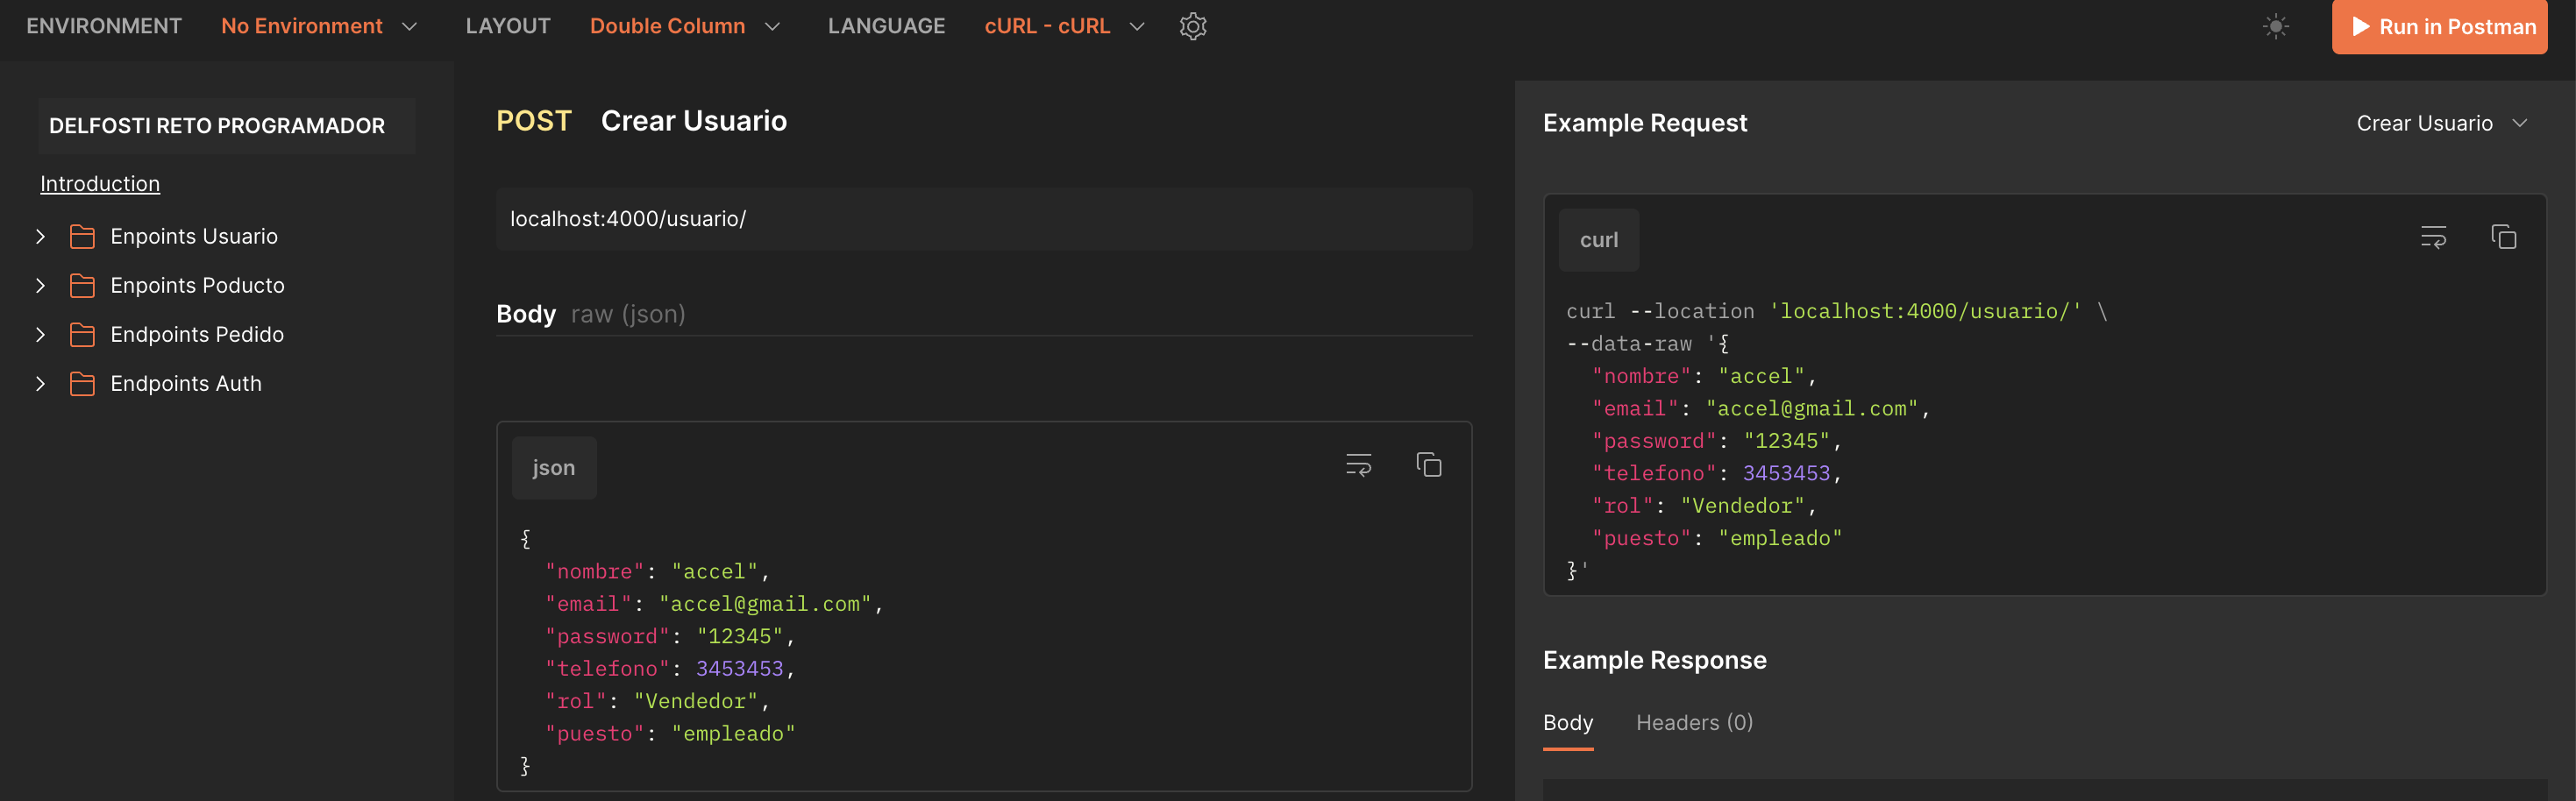 ENVIRONMENT No Environment LAYOUT Double Column LANGUAGE cURL - cURL Run in Postman
DELFOSTI RETO PROGRAMADOR
Introduction
Enpoints Usuario
Enpoints Poducto
Endpoints Pedido
Endpoints Auth
POST Crear Usuario
localhost:4000/usuario/
Body raw (json)
json
{
"nombre": "accel",
"email": "accel@gmail.com",
"password": "12345",
"telefono": 3453453,
"rol": "Vendedor",
"puesto": "empleado"
}
Example Request Crear Usuario
curl
curl --location 'localhost:4000/usuario/' \
--data-raw '{
"nombre": "accel",
"email": "accel@gmail.com",
"password": "12345",
"telefono": 3453453,
"rol": "Vendedor",
"puesto": "empleado"
}'
Example Response
Body Headers (0)